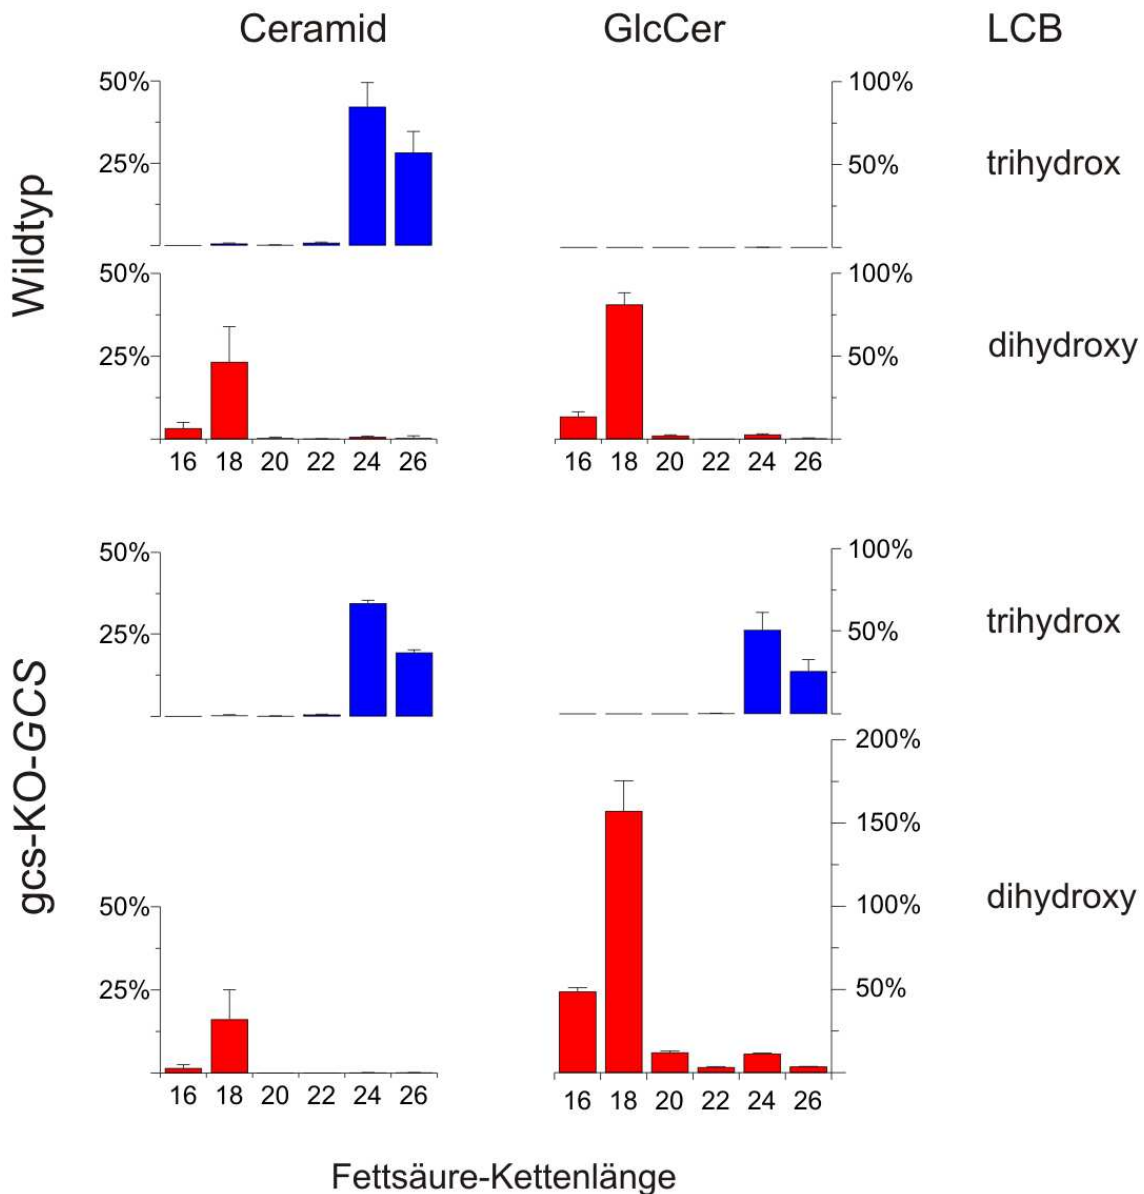 Ceramid GlcCer LCB
Wildtyp
50% 100%
25% 50% trihydrox
50% 100%
25% 50% dihydroxy
16 18 20 22 24 26 16 18 20 22 24 26
gcs-KO-GCS
50% 100%
25% 50% trihydrox
200%
150%
50% 100% dihydroxy
25% 50%
16 18 20 22 24 26 16 18 20 22 24 26
Fettsäure-Kettenlänge